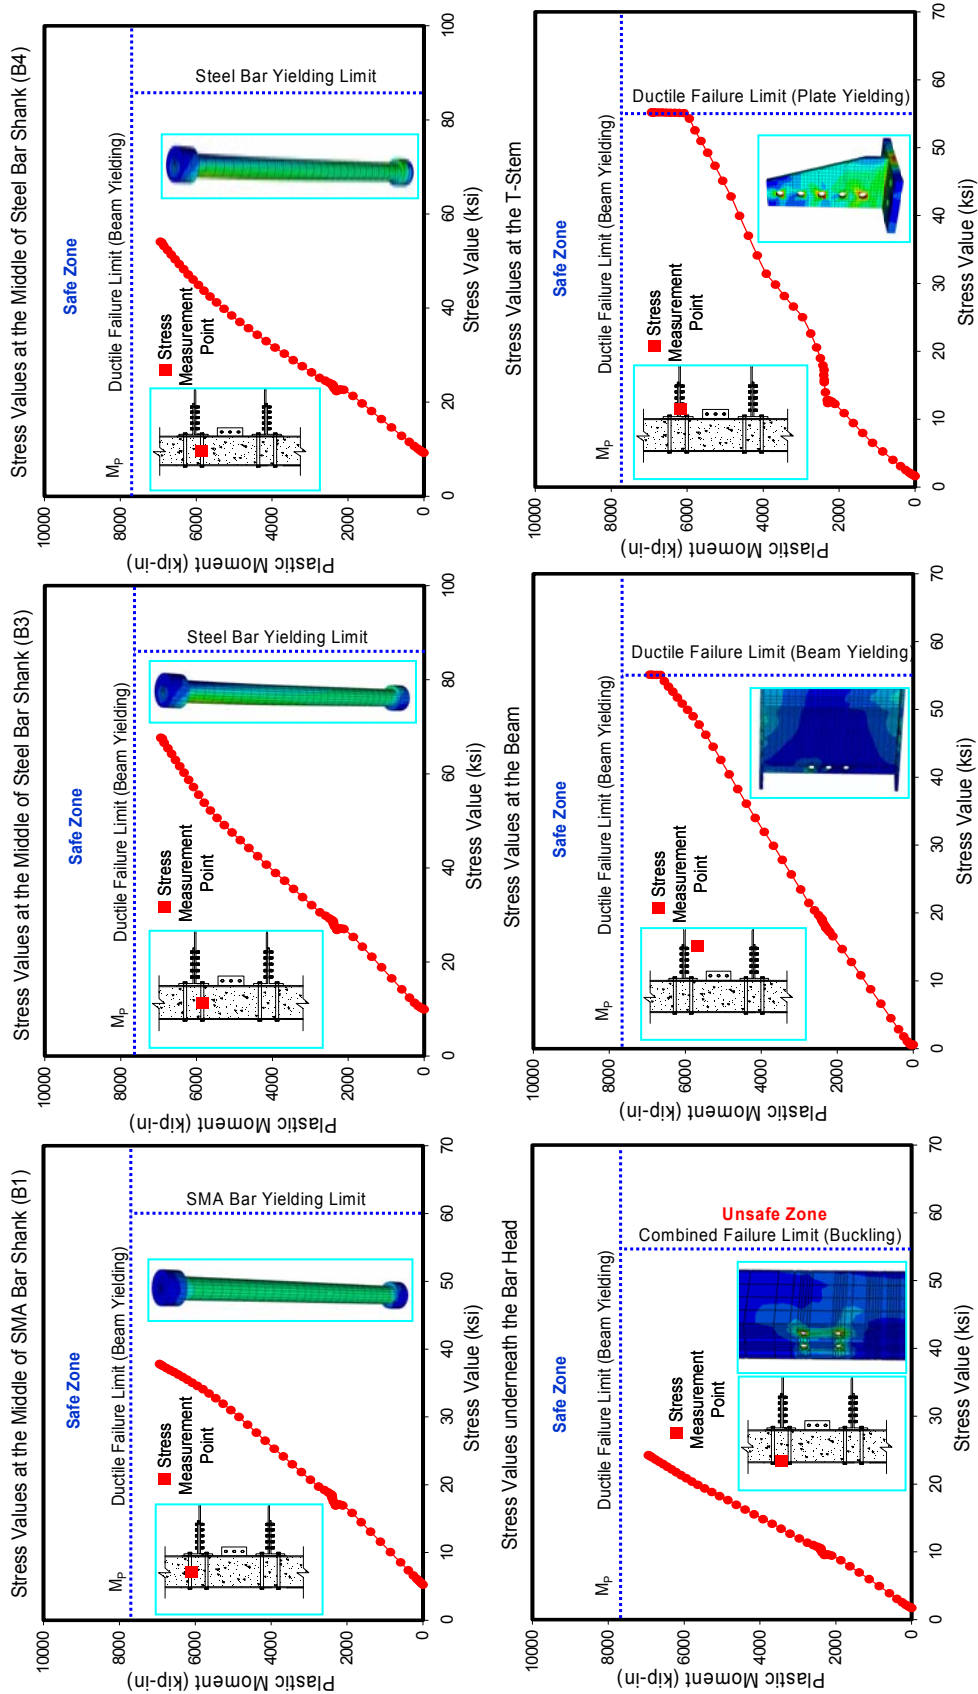 Stress Values at the Middle of SMA Bar Shank (B1)
Plastic Moment (kip-in)
10000
8000
6000
4000
2000
0
Safe Zone
Ductile Failure Limit (Beam Yielding)
MP
Stress
Measurement
Point
SMA Bar Yielding Limit
0 10 20 30 40 50 60 70
Stress Value (ksi)
Stress Values at the Middle of Steel Bar Shank (B3)
Plastic Moment (kip-in)
10000
8000
6000
4000
2000
0
Safe Zone
Ductile Failure Limit (Beam Yielding)
MP
Stress
Measurement
Point
Steel Bar Yielding Limit
0 20 40 60 80 100
Stress Value (ksi)
Stress Values at the Middle of Steel Bar Shank (B4)
Plastic Moment (kip-in)
10000
8000
6000
4000
2000
0
Safe Zone
Ductile Failure Limit (Beam Yielding)
MP
Stress
Measurement
Point
Steel Bar Yielding Limit
0 20 40 60 80 100
Stress Value (ksi)
Stress Values underneath the Bar Head
Plastic Moment (kip-in)
10000
8000
6000
4000
2000
0
Safe Zone
Ductile Failure Limit (Beam Yielding)
MP
Stress
Measurement
Point
Unsafe Zone
Combined Failure Limit (Buckling)
0 10 20 30 40 50 60 70
Stress Value (ksi)
Stress Values at the Beam
Plastic Moment (kip-in)
10000
8000
6000
4000
2000
0
Safe Zone
Ductile Failure Limit (Beam Yielding)
MP
Stress
Measurement
Point
Ductile Failure Limit (Beam Yielding)
0 10 20 30 40 50 60 70
Stress Value (ksi)
Stress Values at the T-Stem
Plastic Moment (kip-in)
10000
8000
6000
4000
2000
0
Safe Zone
Ductile Failure Limit (Beam Yielding)
MP
Stress
Measurement
Point
Ductile Failure Limit (Plate Yielding)
0 10 20 30 40 50 60 70
Stress Value (ksi)